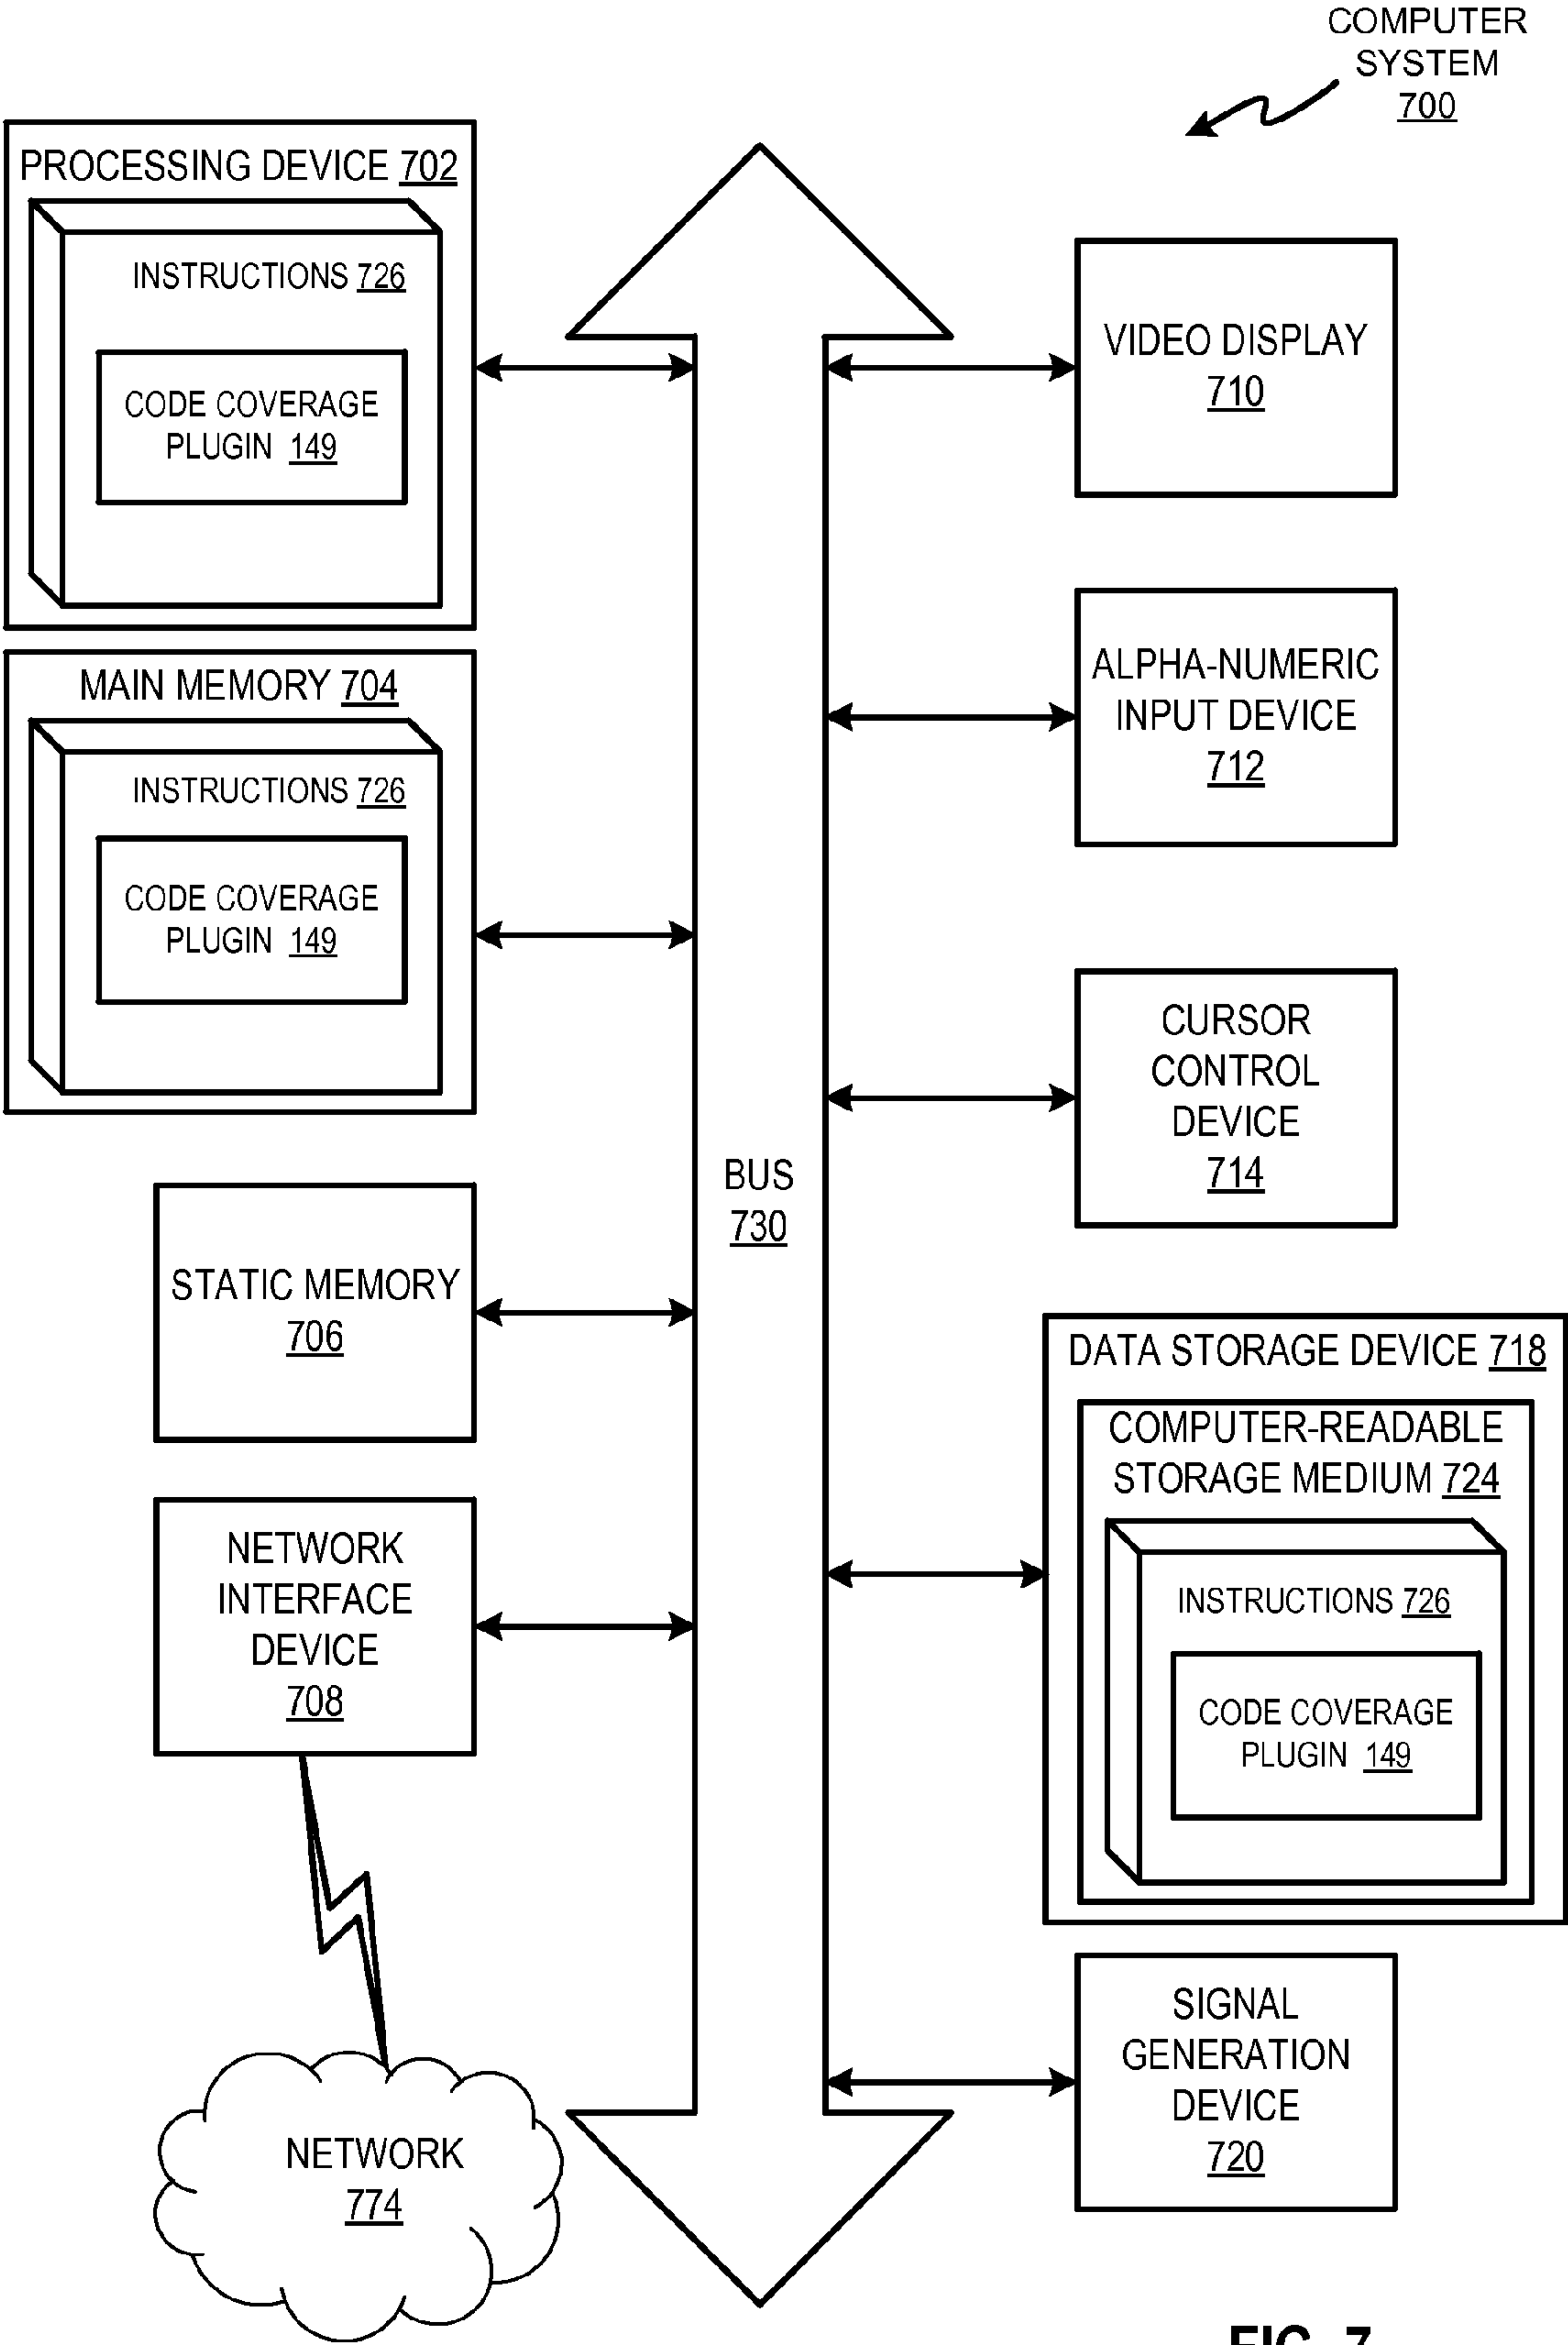 COMPUTER
SYSTEM
700
PROCESSING DEVICE 702
INSTRUCTIONS 726
CODE COVERAGE
PLUGIN 149
MAIN MEMORY 704
INSTRUCTIONS 726
CODE COVERAGE
PLUGIN 149
STATIC MEMORY
706
NETWORK
INTERFACE
DEVICE
708
NETWORK
774
BUS
730
VIDEO DISPLAY
710
ALPHA-NUMERIC
INPUT DEVICE
712
CURSOR
CONTROL
DEVICE
714
DATA STORAGE DEVICE 718
COMPUTER-READABLE
STORAGE MEDIUM 724
INSTRUCTIONS 726
CODE COVERAGE
PLUGIN 149
SIGNAL
GENERATION
DEVICE
720
FIG. 7